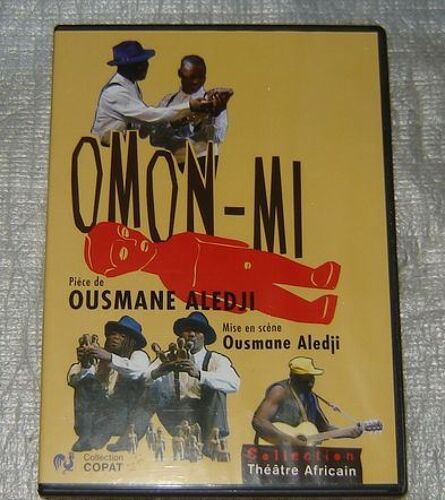 OMON-MI
Pièce de
OUSMANE ALEDJI
Mise en scène
Ousmane Aledji
Collection
COPAT
Collection
Théâtre Africain